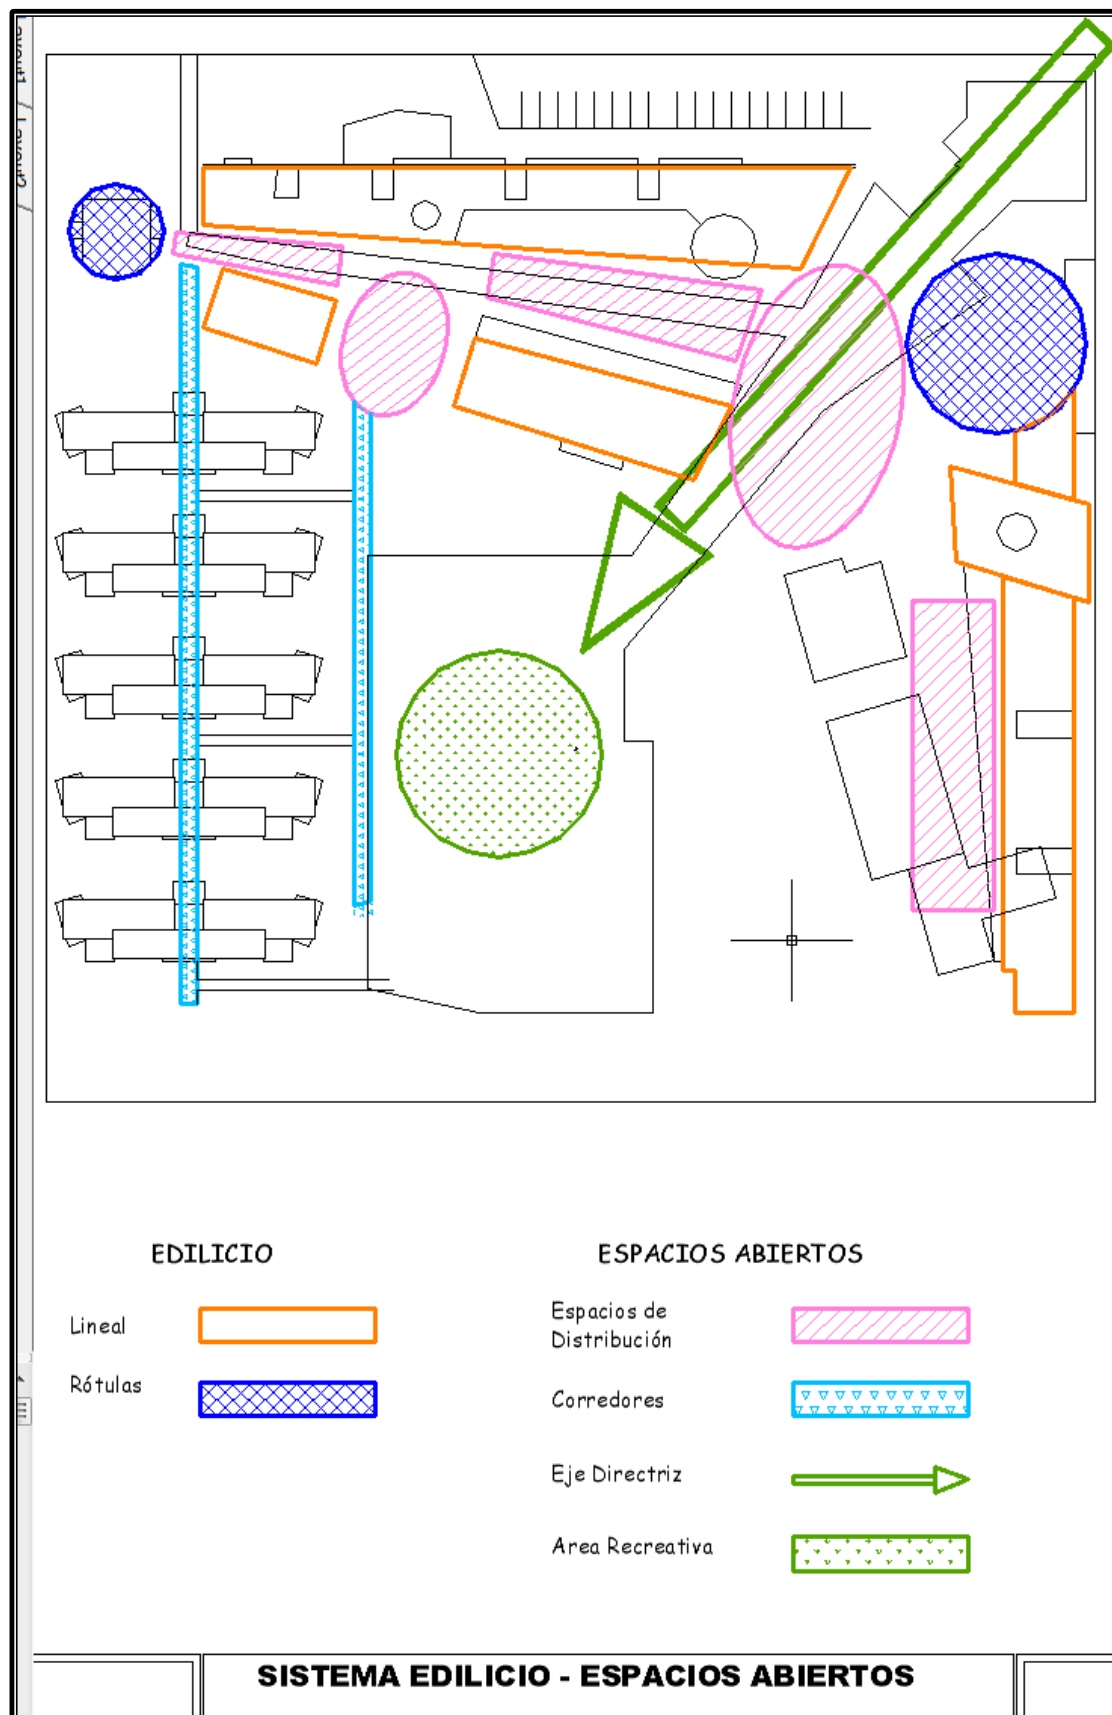 EDILICIO
Lineal
Rótulas
ESPACIOS ABIERTOS
Espacios de
Distribución
Corredores
Eje Directriz
Area Recreativa
SISTEMA EDILICIO - ESPACIOS ABIERTOS